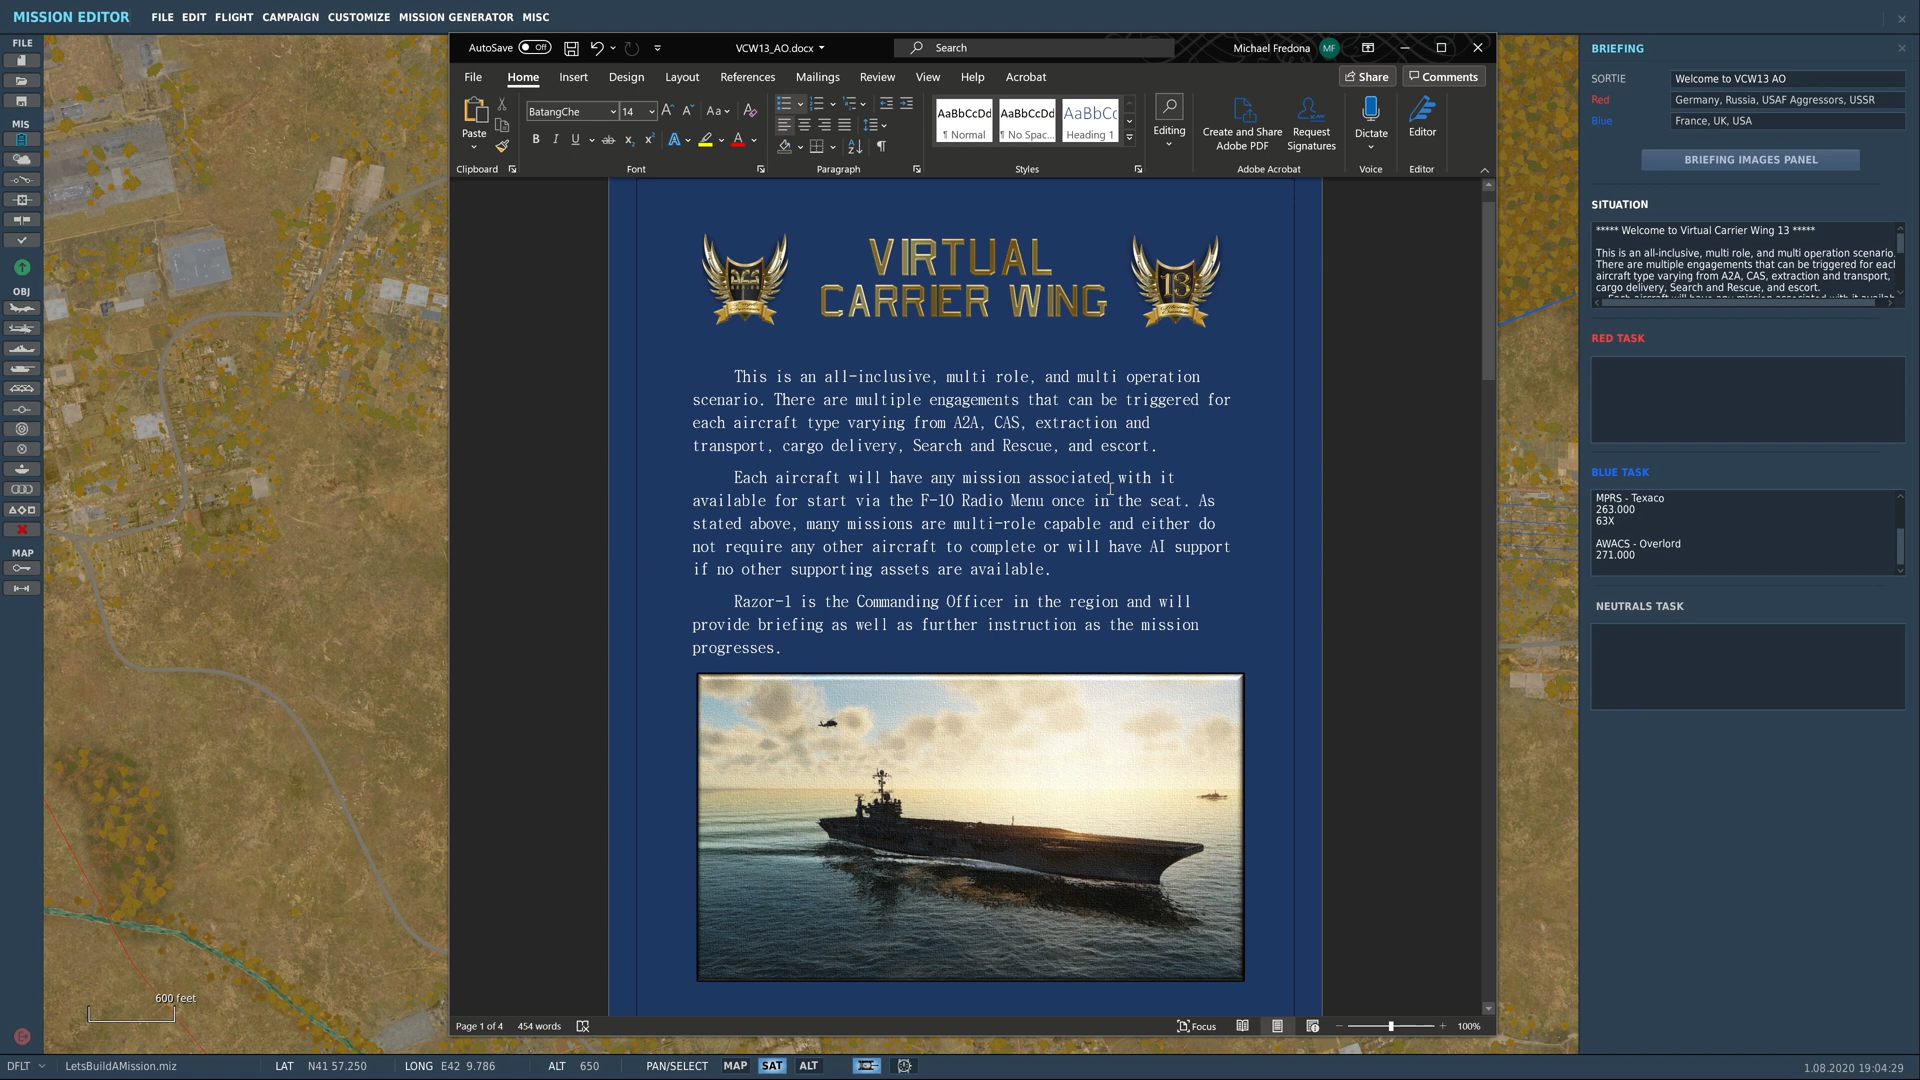 MISSION EDITOR
FILE EDIT FLIGHT CAMPAIGN CUSTOMIZE MISSION GENERATOR MISC
FILE
MIS
OBJ
MAP
AutoSave Off
VCW13_AO.docx
Search
Michael Fredona MF
File Home Insert Design Layout References Mailings Review View Help Acrobat
Share
Comments
Paste
BatangChe 14
Aa
B I U ab x2 x2 A A
AaBbCcDd AaBbCcDd AaBbCc
¶ Normal ¶ No Spac... Heading 1
Editing
Create and Share
Adobe PDF
Request
Signatures
Dictate
Editor
Clipboard Font Paragraph Styles Adobe Acrobat Voice Editor
VIRTUAL
CARRIER WING
13
This is an all-inclusive, multi role, and multi operation
scenario. There are multiple engagements that can be triggered for
each aircraft type varying from A2A, CAS, extraction and
transport, cargo delivery, Search and Rescue, and escort.
Each aircraft will have any mission associated with it
available for start via the F-10 Radio Menu once in the seat. As
stated above, many missions are multi-role capable and either do
not require any other aircraft to complete or will have AI support
if no other supporting assets are available.
Razor-1 is the Commanding Officer in the region and will
provide briefing as well as further instruction as the mission
progresses.
Page 1 of 4 454 words
Focus
100%
BRIEFING
SORTIE Welcome to VCW13 AO
Red Germany, Russia, USAF Aggressors, USSR
Blue France, UK, USA
BRIEFING IMAGES PANEL
SITUATION
***** Welcome to Virtual Carrier Wing 13 *****
This is an all-inclusive, multi role, and multi operation scenario.
There are multiple engagements that can be triggered for each
aircraft type varying from A2A, CAS, extraction and transport,
cargo delivery, Search and Rescue, and escort.
Each aircraft will have any mission associated with it
RED TASK
BLUE TASK
MPRS - Texaco
263.000
63X
AWACS - Overlord
271.000
NEUTRALS TASK
600 feet
DFLT LetsBuildAMission.miz LAT N41 57.250 LONG E42 9.786 ALT 650 PAN/SELECT MAP SAT ALT 1.08.2020 19:04:29